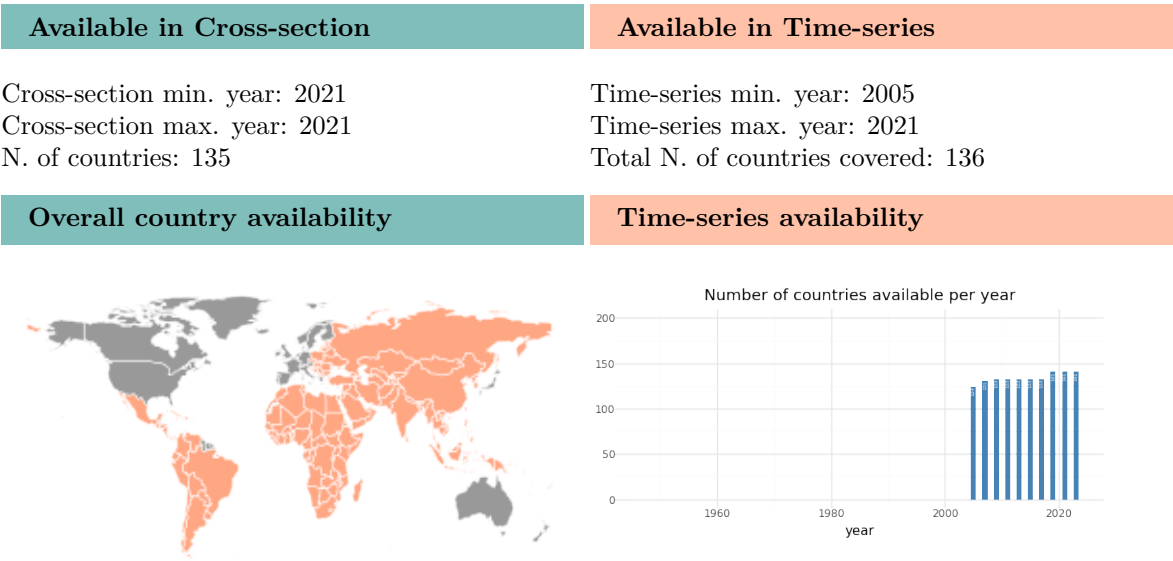 Available in Cross-section
Available in Time-series
Cross-section min. year: 2021
Cross-section max. year: 2021
N. of countries: 135
Time-series min. year: 2005
Time-series max. year: 2021
Total N. of countries covered: 136
Overall country availability
Time-series availability
Number of countries available per year
200
150
100
50
0
1960
1980
2000
2020
year